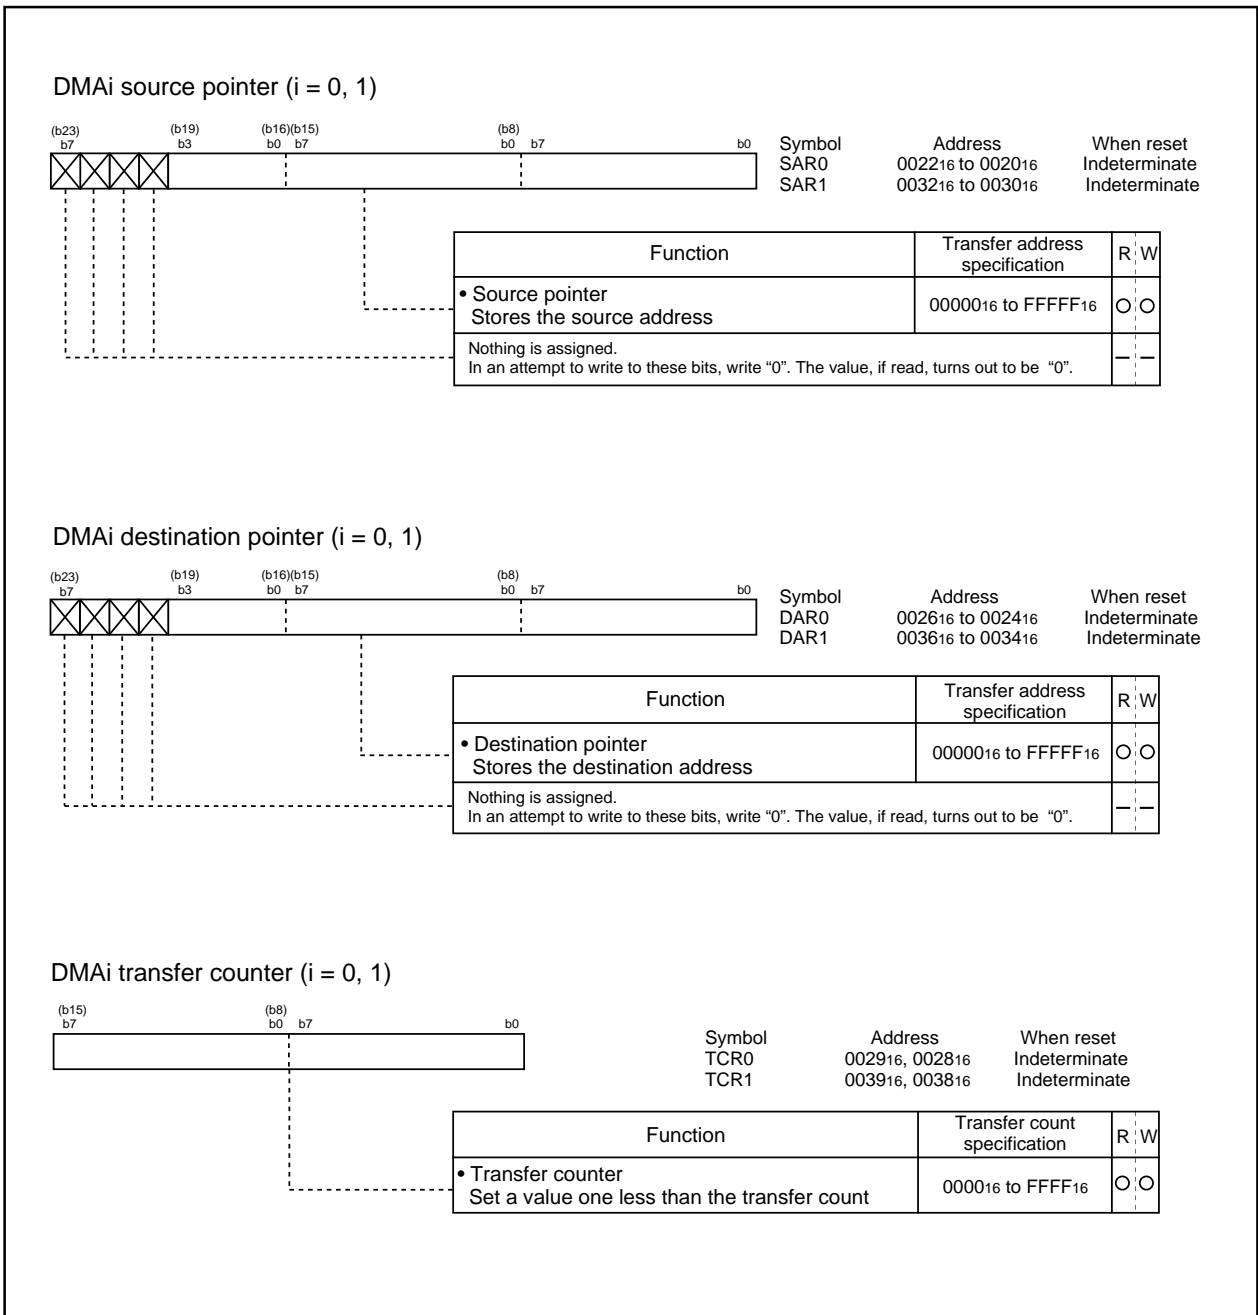 DMAi source pointer (i = 0, 1)
(b23) (b19) (b16)(b15) (b8)
b7 b3 b0 b7 b0 b7 b0
Symbol Address When reset
SAR0 002216 to 002016 Indeterminate
SAR1 003216 to 003016 Indeterminate
Function Transfer address specification R W
• Source pointer
Stores the source address 0000016 to FFFFF16 O O
Nothing is assigned.
In an attempt to write to these bits, write “0”. The value, if read, turns out to be “0”. – –
DMAi destination pointer (i = 0, 1)
(b23) (b19) (b16)(b15) (b8)
b7 b3 b0 b7 b0 b7 b0
Symbol Address When reset
DAR0 002616 to 002416 Indeterminate
DAR1 003616 to 003416 Indeterminate
Function Transfer address specification R W
• Destination pointer
Stores the destination address 0000016 to FFFFF16 O O
Nothing is assigned.
In an attempt to write to these bits, write “0”. The value, if read, turns out to be “0”. – –
DMAi transfer counter (i = 0, 1)
(b15) (b8)
b7 b0 b7 b0
Symbol Address When reset
TCR0 002916, 002816 Indeterminate
TCR1 003916, 003816 Indeterminate
Function Transfer count specification R W
• Transfer counter
Set a value one less than the transfer count 000016 to FFFF16 O O